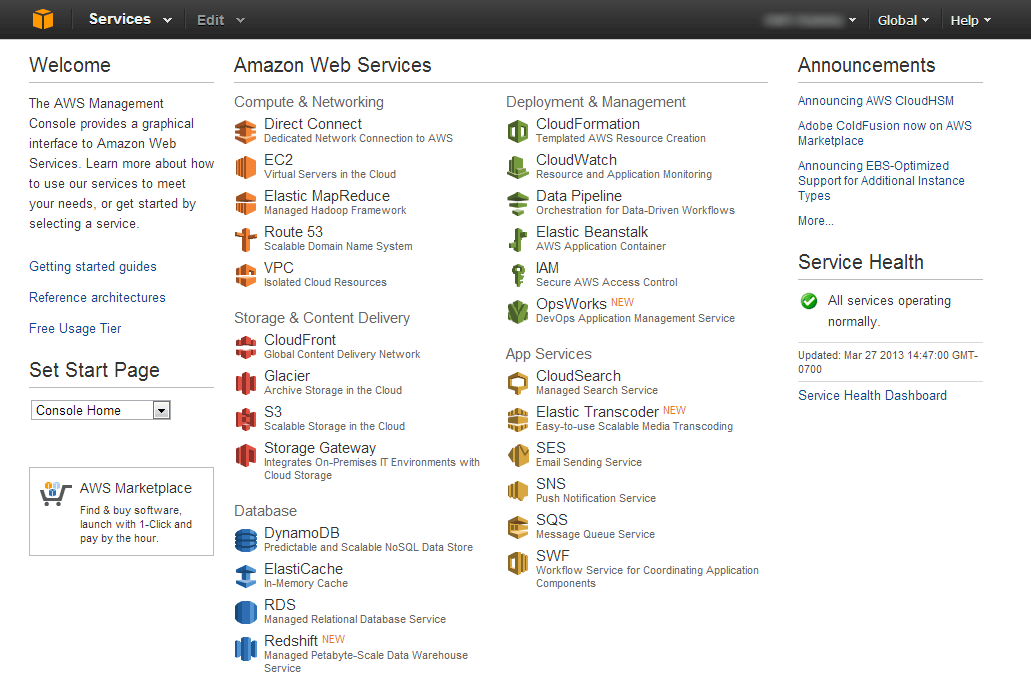 Services
Edit
Global
Help
Welcome
The AWS Management
Console provides a graphical
interface to Amazon Web
Services. Learn more about how
to use our services to meet
your needs, or get started by
selecting a service.
Getting started guides
Reference architectures
Free Usage Tier
Set Start Page
Console Home
AWS Marketplace
Find & buy software,
launch with 1-Click and
pay by the hour.
Amazon Web Services
Compute & Networking
Direct Connect
Dedicated Network Connection to AWS
EC2
Virtual Servers in the Cloud
Elastic MapReduce
Managed Hadoop Framework
Route 53
Scalable Domain Name System
VPC
Isolated Cloud Resources
Storage & Content Delivery
CloudFront
Global Content Delivery Network
Glacier
Archive Storage in the Cloud
S3
Scalable Storage in the Cloud
Storage Gateway
Integrates On-Premises IT Environments with
Cloud Storage
Database
DynamoDB
Predictable and Scalable NoSQL Data Store
ElastiCache
In-Memory Cache
RDS
Managed Relational Database Service
Redshift NEW
Managed Petabyte-Scale Data Warehouse
Service
Deployment & Management
CloudFormation
Templated AWS Resource Creation
CloudWatch
Resource and Application Monitoring
Data Pipeline
Orchestration for Data-Driven Workflows
Elastic Beanstalk
AWS Application Container
IAM
Secure AWS Access Control
OpsWorks NEW
DevOps Application Management Service
App Services
CloudSearch
Managed Search Service
Elastic Transcoder NEW
Easy-to-use Scalable Media Transcoding
SES
Email Sending Service
SNS
Push Notification Service
SQS
Message Queue Service
SWF
Workflow Service for Coordinating Application
Components
Announcements
Announcing AWS CloudHSM
Adobe ColdFusion now on AWS
Marketplace
Announcing EBS-Optimized
Support for Additional Instance
Types
More...
Service Health
All services operating
normally.
Updated: Mar 27 2013 14:47:00 GMT-
0700
Service Health Dashboard